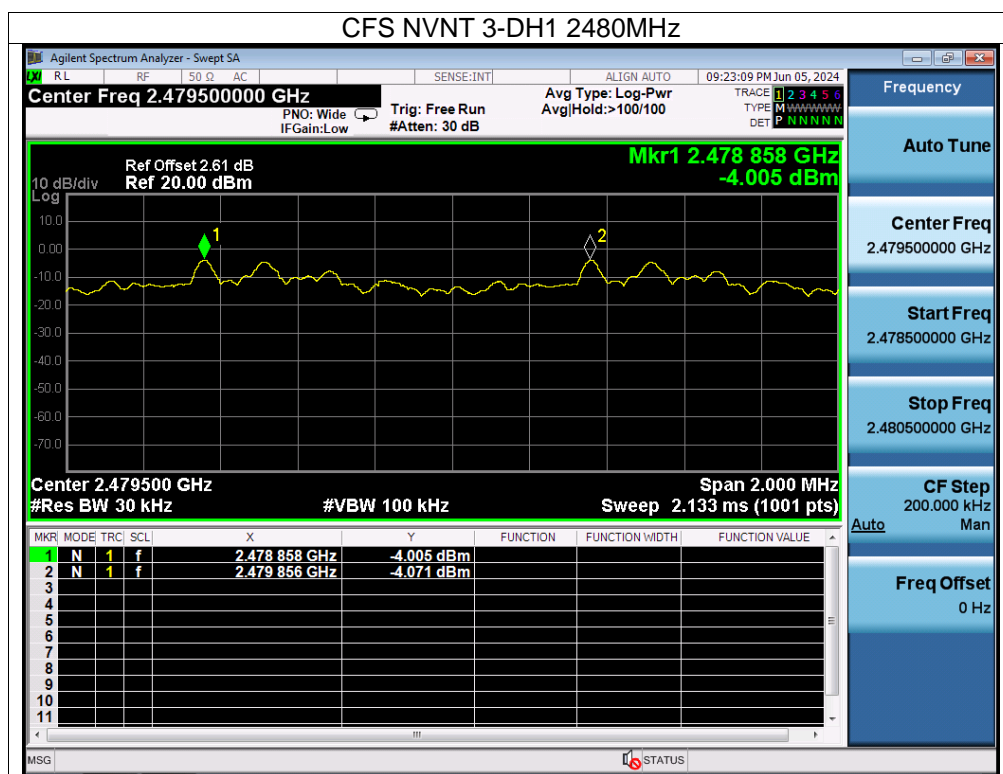 CFS NVNT 3-DH1 2480MHz
Agilent Spectrum Analyzer - Swept SA
LXI RL RF 50 Ω AC SENSE:INT ALIGN AUTO 09:23:09 PM Jun 05, 2024
Center Freq 2.479500000 GHz Avg Type: Log-Pwr TRACE 1 2 3 4 5 6
PNO: Wide Trig: Free Run Avg|Hold:>100/100 TYPE M WWWWW
IFGain:Low #Atten: 30 dB DET P N N N N N
Mkr1 2.478 858 GHz
-4.005 dBm
Ref Offset 2.61 dB
10 dB/div Ref 20.00 dBm
Log
10.0
0.00
-10.0
-20.0
-30.0
-40.0
-50.0
-60.0
-70.0
1
2
Center 2.479500 GHz Span 2.000 MHz
#Res BW 30 kHz #VBW 100 kHz Sweep 2.133 ms (1001 pts)
MKR MODE TRC SCL X Y FUNCTION FUNCTION WIDTH FUNCTION VALUE
1 N 1 f 2.478 858 GHz -4.005 dBm
2 N 1 f 2.479 856 GHz -4.071 dBm
3
4
5
6
7
8
9
10
11
MSG STATUS
Frequency
Auto Tune
Center Freq
2.479500000 GHz
Start Freq
2.478500000 GHz
Stop Freq
2.480500000 GHz
CF Step
200.000 kHz
Auto Man
Freq Offset
0 Hz